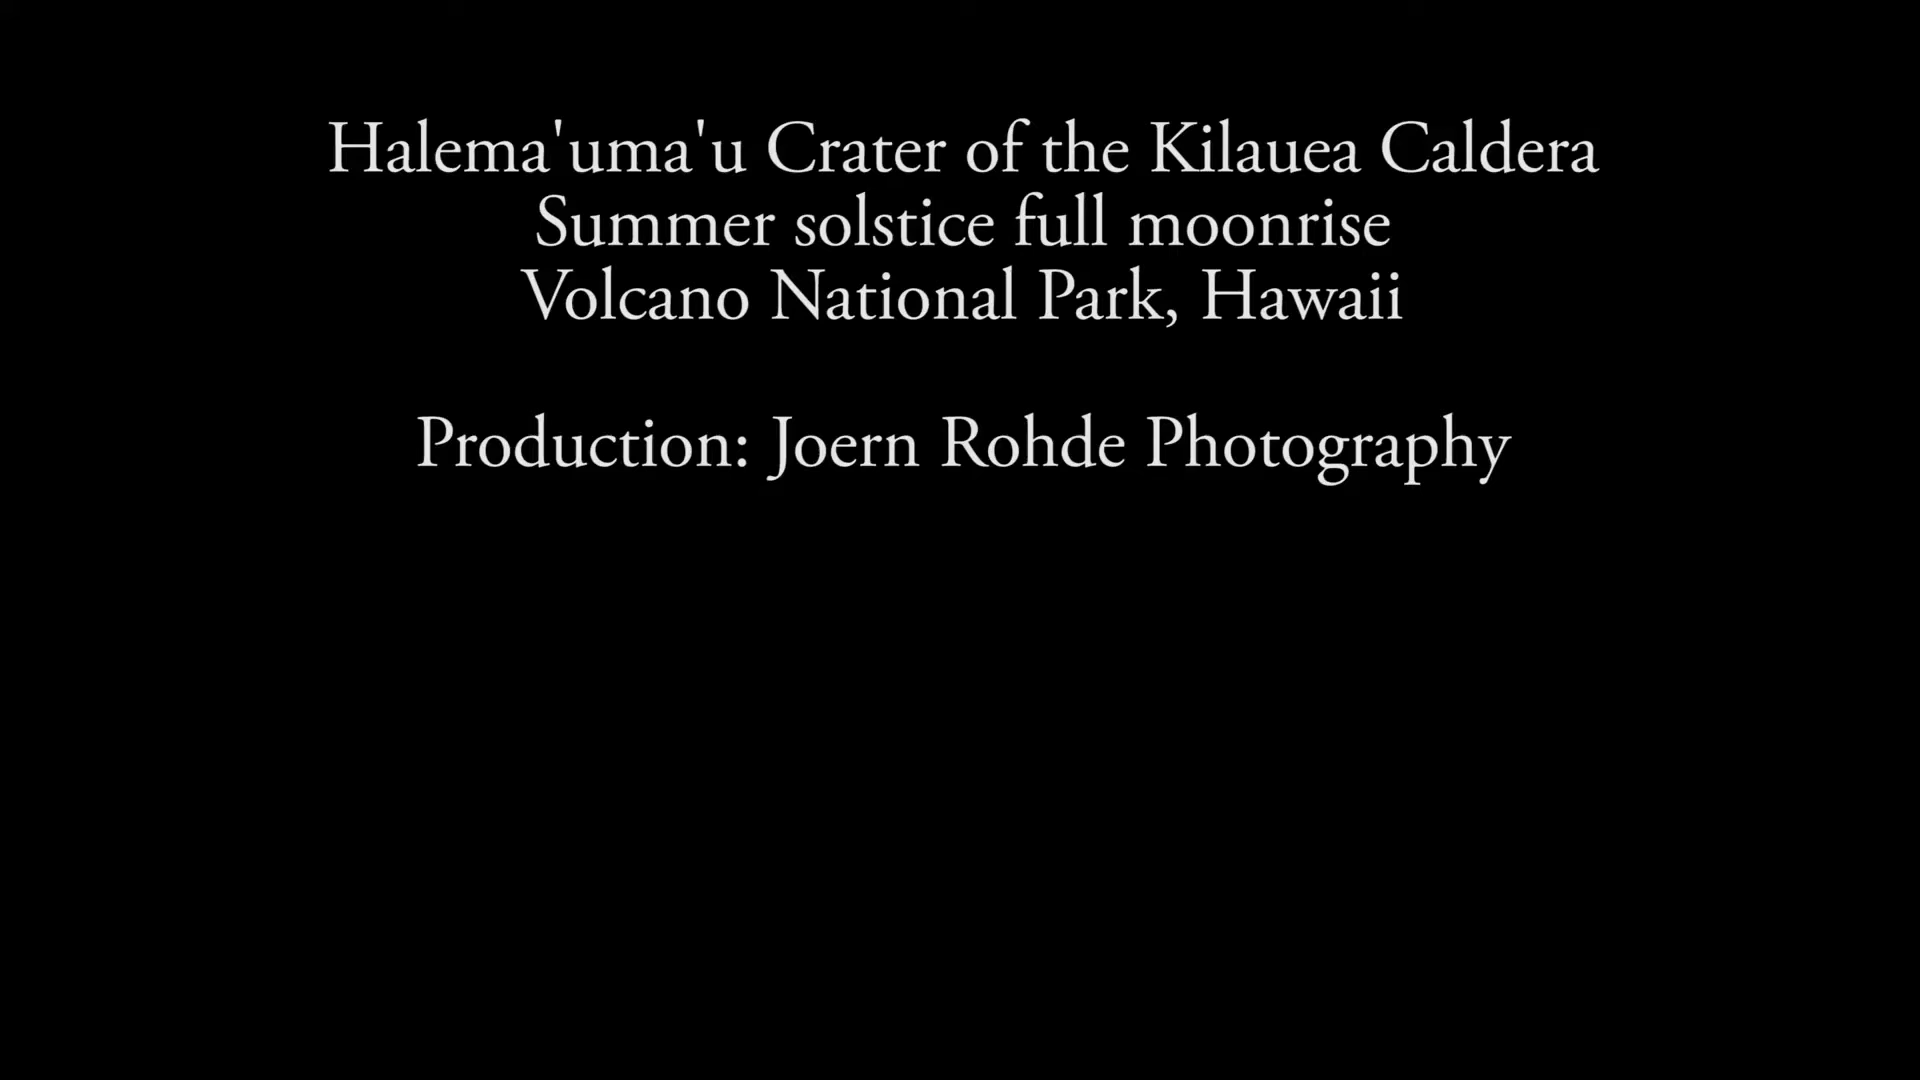 Halema'uma'u Crater of the Kilauea Caldera
Summer solstice full moonrise
Volcano National Park, Hawaii
Production: Joern Rohde Photography